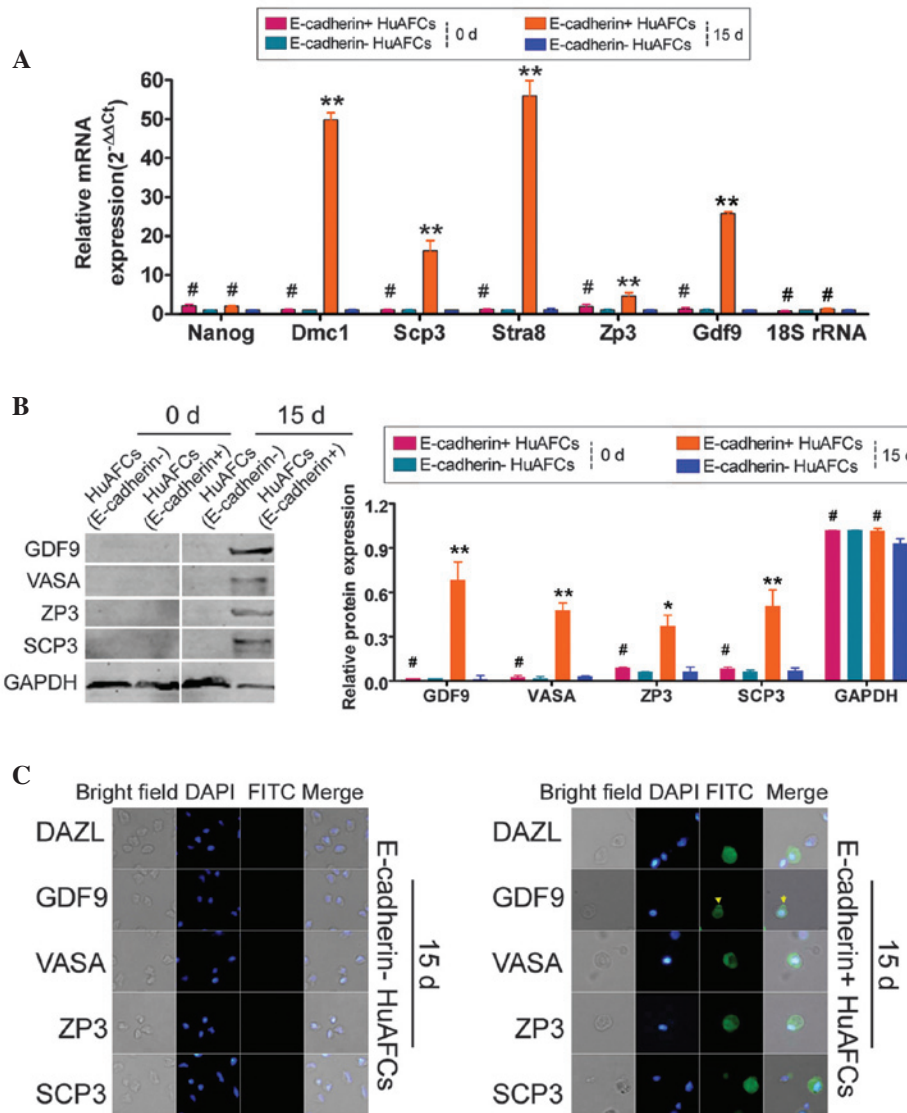 A
E-cadherin+ HuAFCs
E-cadherin- HuAFCs
0 d
E-cadherin+ HuAFCs
E-cadherin- HuAFCs
15 d
Relative mRNA
expression(2-ΔΔCt)
60
50
40
30
20
10
0
# # # ** # ** # ** # ** # ** # #
Nanog Dmc1 Scp3 Stra8 Zp3 Gdf9 18S rRNA
B
0 d 15 d
HuAFCs
(E-cadherin-)
HuAFCs
(E-cadherin+)
HuAFCs
(E-cadherin-)
HuAFCs
(E-cadherin+)
GDF9
VASA
ZP3
SCP3
GAPDH
E-cadherin+ HuAFCs
E-cadherin- HuAFCs
0 d
E-cadherin+ HuAFCs
E-cadherin- HuAFCs
15 d
Relative protein expression
1.2
0.9
0.6
0.3
0.0
# ** # ** # * # ** # #
GDF9 VASA ZP3 SCP3 GAPDH
C
Bright field DAPI FITC Merge
DAZL
GDF9
VASA
ZP3
SCP3
15 d
E-cadherin- HuAFCs
Bright field DAPI FITC Merge
DAZL
GDF9
VASA
ZP3
SCP3
15 d
E-cadherin+ HuAFCs